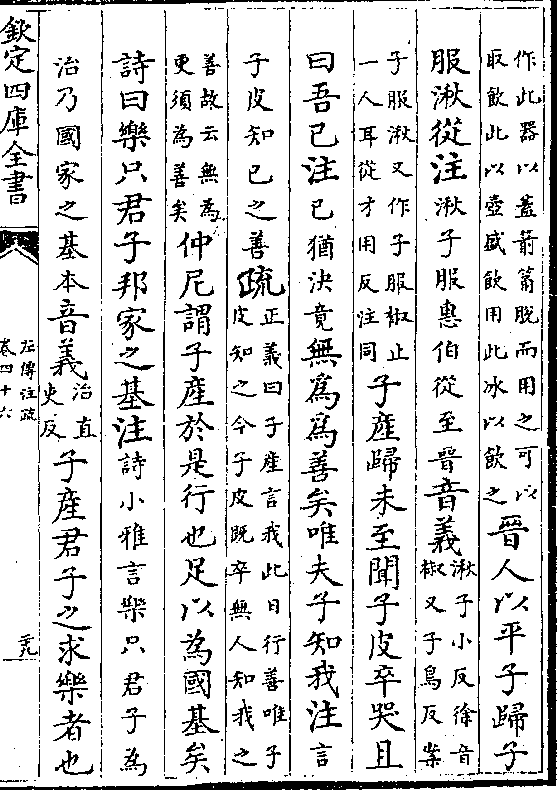 作此器以蓋箭筩脫而用之可以
取飲此以壺盛飲用此冰以飲之
晉人以平子歸子
服湫從注湫子服惠伯從至晉音義湫子小反徐音
椒又子鳥反案
子服湫又作子服椒止
一人耳從才用反注同
子產歸未至聞子皮卒哭且
曰吾已注已猶決竟無為為善矣唯夫子知我注言
子皮知已之善疏正義曰子產言我此日行善唯子
皮知之今子皮既卒無人知我之
善故云無為
更須為善矣
仲尼謂子產於是行也足以為國基矣
詩曰樂只君子邦家之基注詩小雅言樂只君子為
治乃國家之基本音義治直
吏反
子產君子之求樂者也
欽定四庫全書
左傳注疏
卷四十六